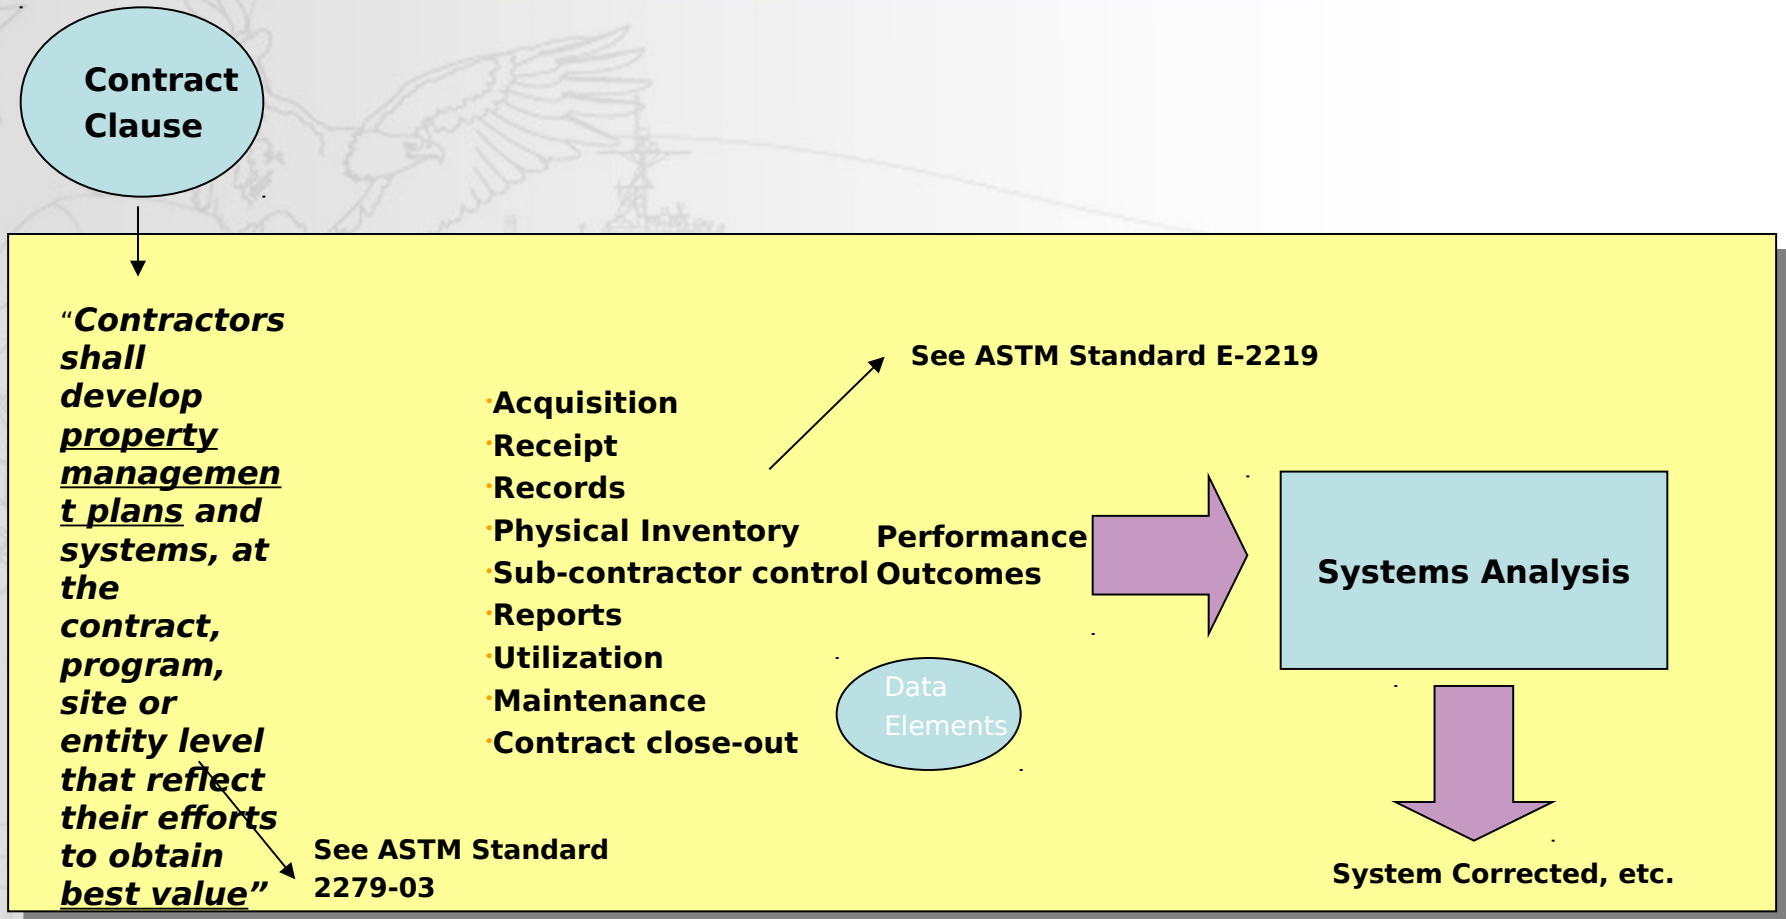 Contract
Clause
“Contractors
shall
develop
property
managemen
t plans and
systems, at
the
contract,
program,
site or
entity level
that reflect
their efforts
to obtain
best value”
See ASTM Standard
2279-03
·Acquisition
·Receipt
·Records
·Physical Inventory
·Sub-contractor control
·Reports
·Utilization
·Maintenance
·Contract close-out
See ASTM Standard E-2219
Performance
Outcomes
Data
Elements
Systems Analysis
System Corrected, etc.